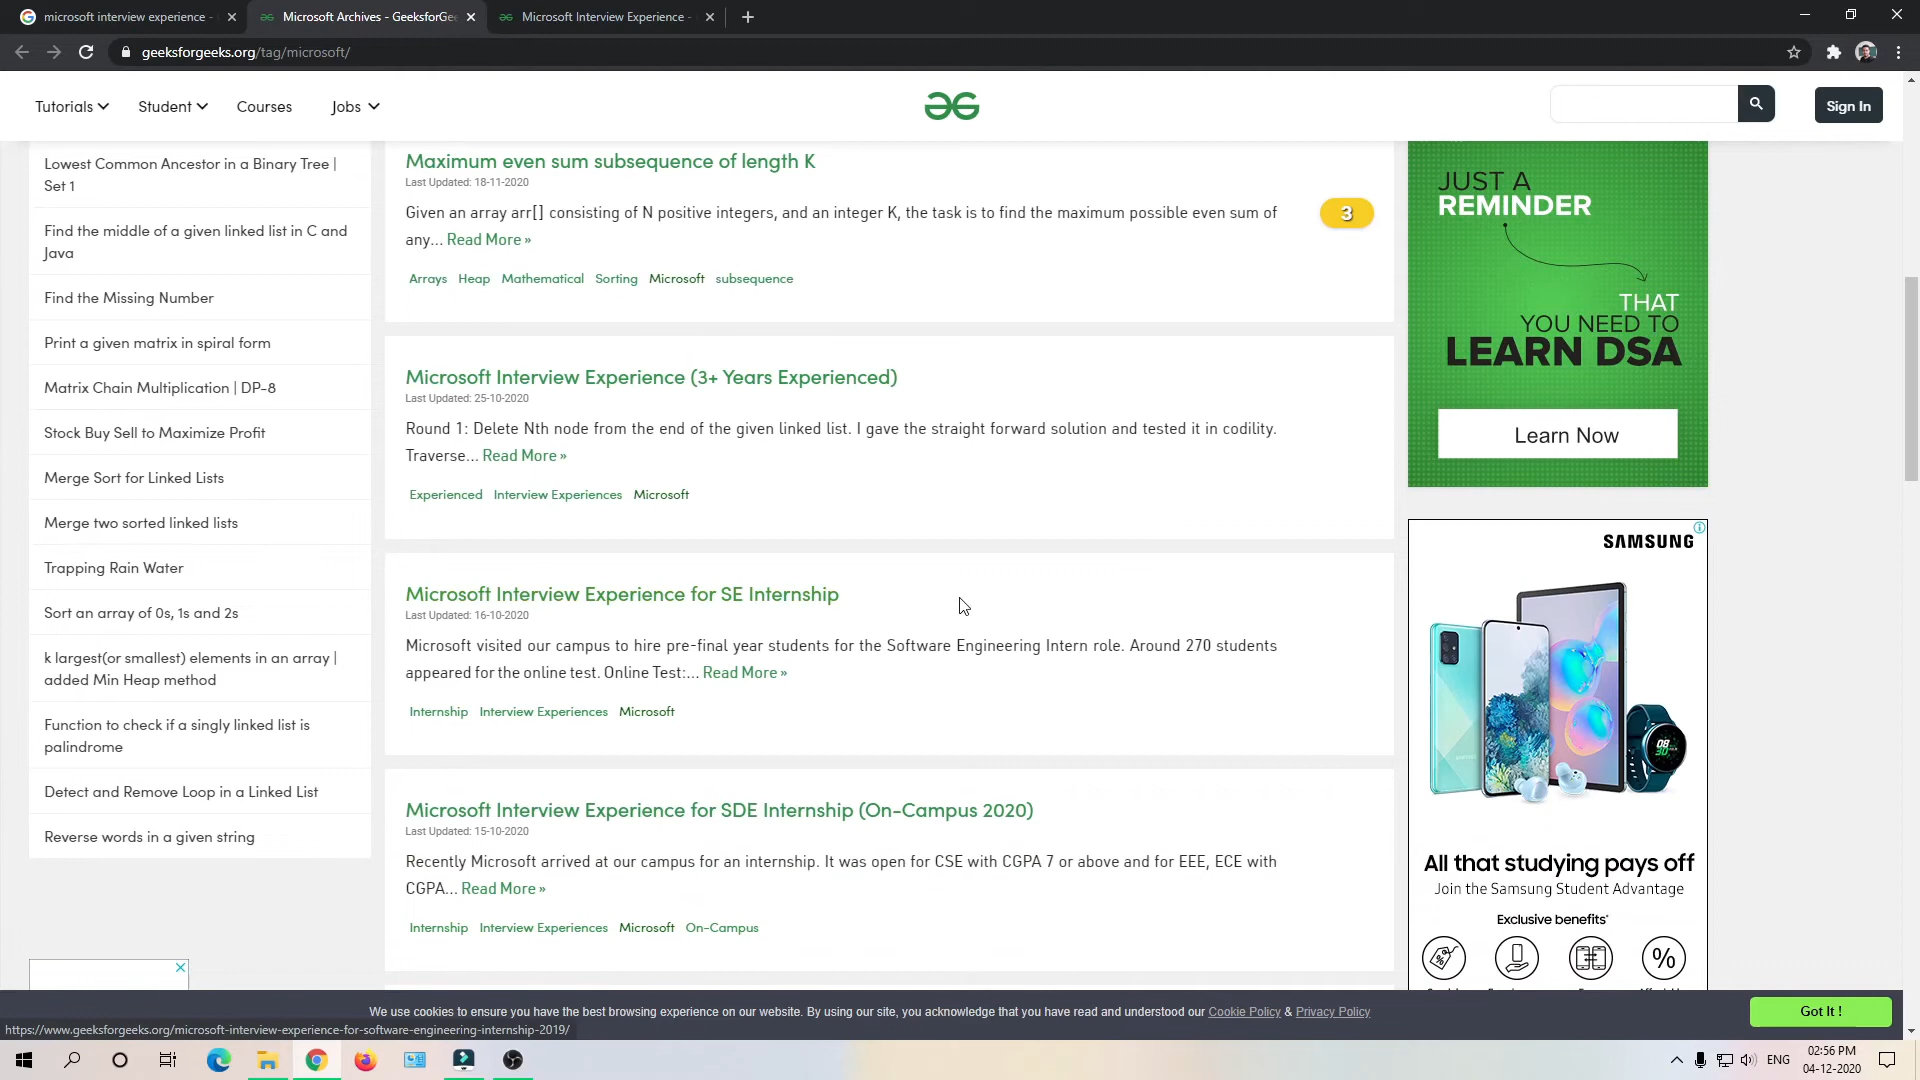 microsoft interview experience -
Microsoft Archives - GeeksforGee
Microsoft Interview Experience -
geeksforgeeks.org/tag/microsoft/
Tutorials
Student
Courses
Jobs
Sign In
Lowest Common Ancestor in a Binary Tree |
Set 1
Find the middle of a given linked list in C and
Java
Find the Missing Number
Print a given matrix in spiral form
Matrix Chain Multiplication | DP-8
Stock Buy Sell to Maximize Profit
Merge Sort for Linked Lists
Merge two sorted linked lists
Trapping Rain Water
Sort an array of 0s, 1s and 2s
k largest(or smallest) elements in an array |
added Min Heap method
Function to check if a singly linked list is
palindrome
Detect and Remove Loop in a Linked List
Reverse words in a given string
Maximum even sum subsequence of length K
Last Updated: 18-11-2020
Given an array arr[] consisting of N positive integers, and an integer K, the task is to find the maximum possible even sum of
any... Read More »
3
Arrays Heap Mathematical Sorting Microsoft subsequence
Microsoft Interview Experience (3+ Years Experienced)
Last Updated: 25-10-2020
Round 1: Delete Nth node from the end of the given linked list. I gave the straight forward solution and tested it in codility.
Traverse... Read More »
Experienced Interview Experiences Microsoft
Microsoft Interview Experience for SE Internship
Last Updated: 16-10-2020
Microsoft visited our campus to hire pre-final year students for the Software Engineering Intern role. Around 270 students
appeared for the online test. Online Test:... Read More »
Internship Interview Experiences Microsoft
Microsoft Interview Experience for SDE Internship (On-Campus 2020)
Last Updated: 15-10-2020
Recently Microsoft arrived at our campus for an internship. It was open for CSE with CGPA 7 or above and for EEE, ECE with
CGPA... Read More »
Internship Interview Experiences Microsoft On-Campus
JUST A
REMINDER
THAT
YOU NEED TO
LEARN DSA
Learn Now
SAMSUNG
08
30
All that studying pays off
Join the Samsung Student Advantage
Exclusive benefits*
%
We use cookies to ensure you have the best browsing experience on our website. By using our site, you acknowledge that you have read and understood our Cookie Policy & Privacy Policy
Got It !
https://www.geeksforgeeks.org/microsoft-interview-experience-for-software-engineering-internship-2019/
ENG
02:56 PM
04-12-2020